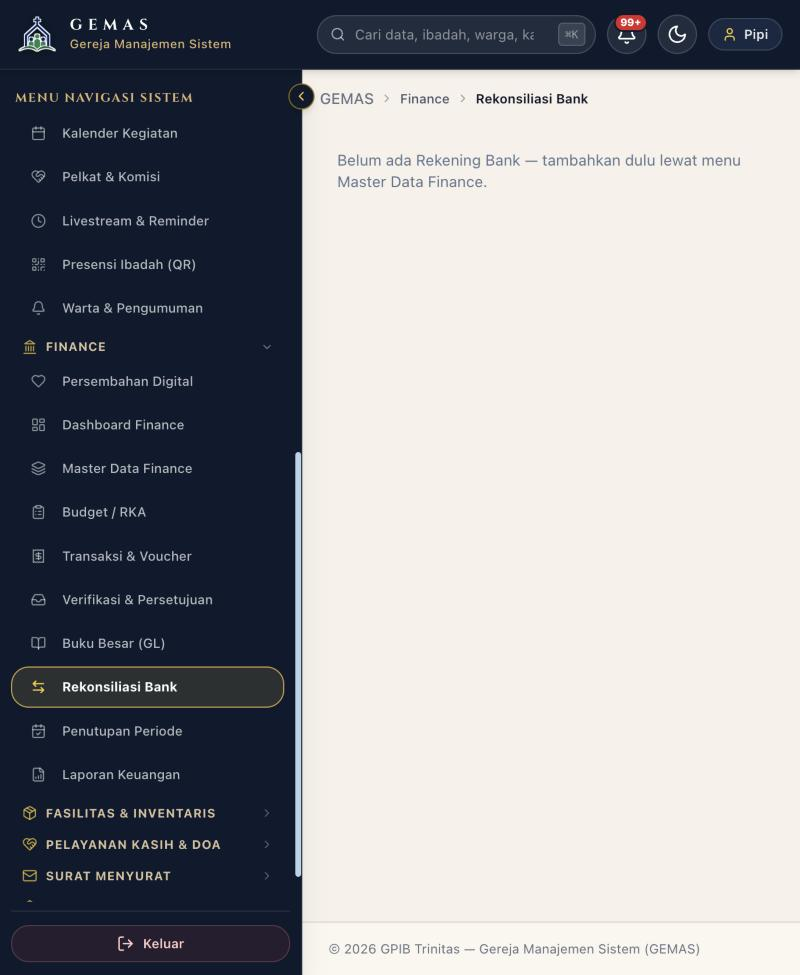 GEMAS
Gereja Manajemen Sistem
Cari data, ibadah, warga, ka
⌘K
99+
Pipi
MENU NAVIGASI SISTEM
Kalender Kegiatan
Pelkat & Komisi
Livestream & Reminder
Presensi Ibadah (QR)
Warta & Pengumuman
FINANCE
Persembahan Digital
Dashboard Finance
Master Data Finance
Budget / RKA
Transaksi & Voucher
Verifikasi & Persetujuan
Buku Besar (GL)
Rekonsiliasi Bank
Penutupan Periode
Laporan Keuangan
FASILITAS & INVENTARIS
PELAYANAN KASIH & DOA
SURAT MENYURAT
Keluar
GEMAS > Finance > Rekonsiliasi Bank
Belum ada Rekening Bank — tambahkan dulu lewat menu
Master Data Finance.
© 2026 GPIB Trinitas — Gereja Manajemen Sistem (GEMAS)